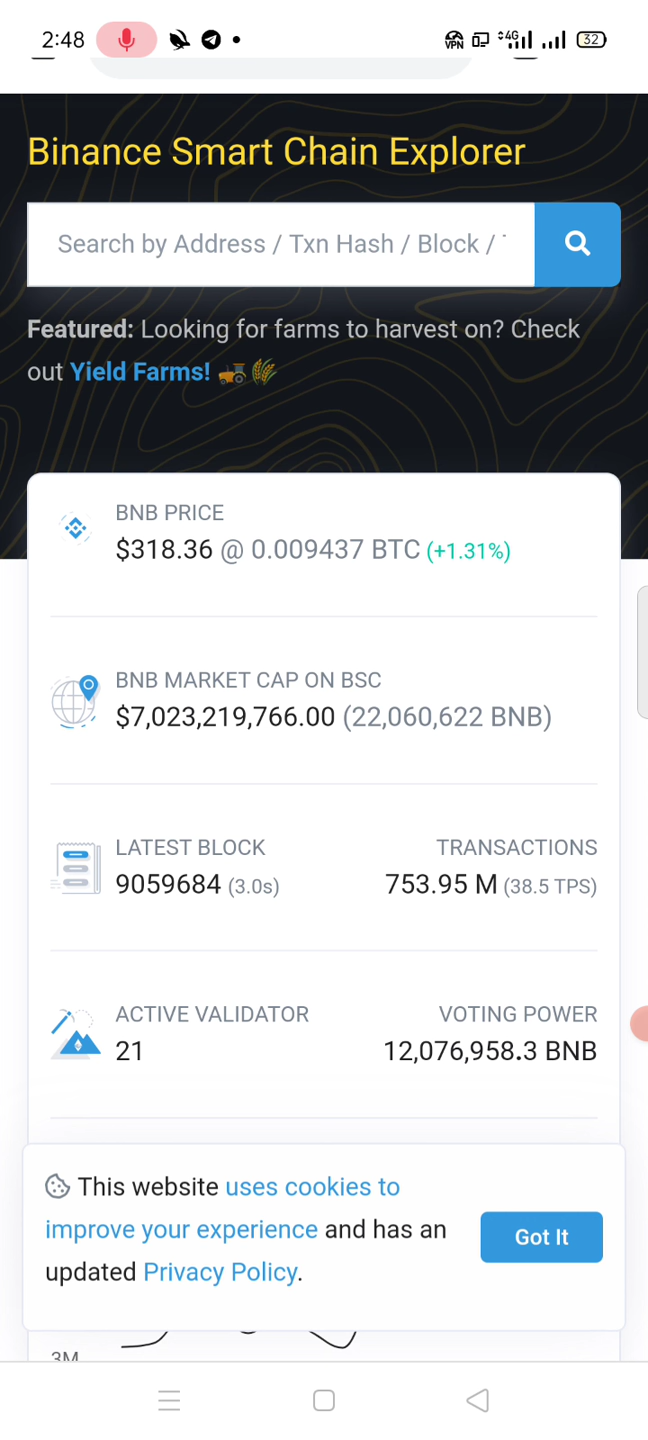 2:48
VPN
4G
32
Binance Smart Chain Explorer
Search by Address / Txn Hash / Block /
Featured: Looking for farms to harvest on? Check
out Yield Farms!
BNB PRICE
$318.36 @ 0.009437 BTC (+1.31%)
BNB MARKET CAP ON BSC
$7,023,219,766.00 (22,060,622 BNB)
LATEST BLOCK
9059684 (3.0s)
TRANSACTIONS
753.95 M (38.5 TPS)
ACTIVE VALIDATOR
21
VOTING POWER
12,076,958.3 BNB
This website uses cookies to
improve your experience and has an
updated Privacy Policy.
Got It
3M